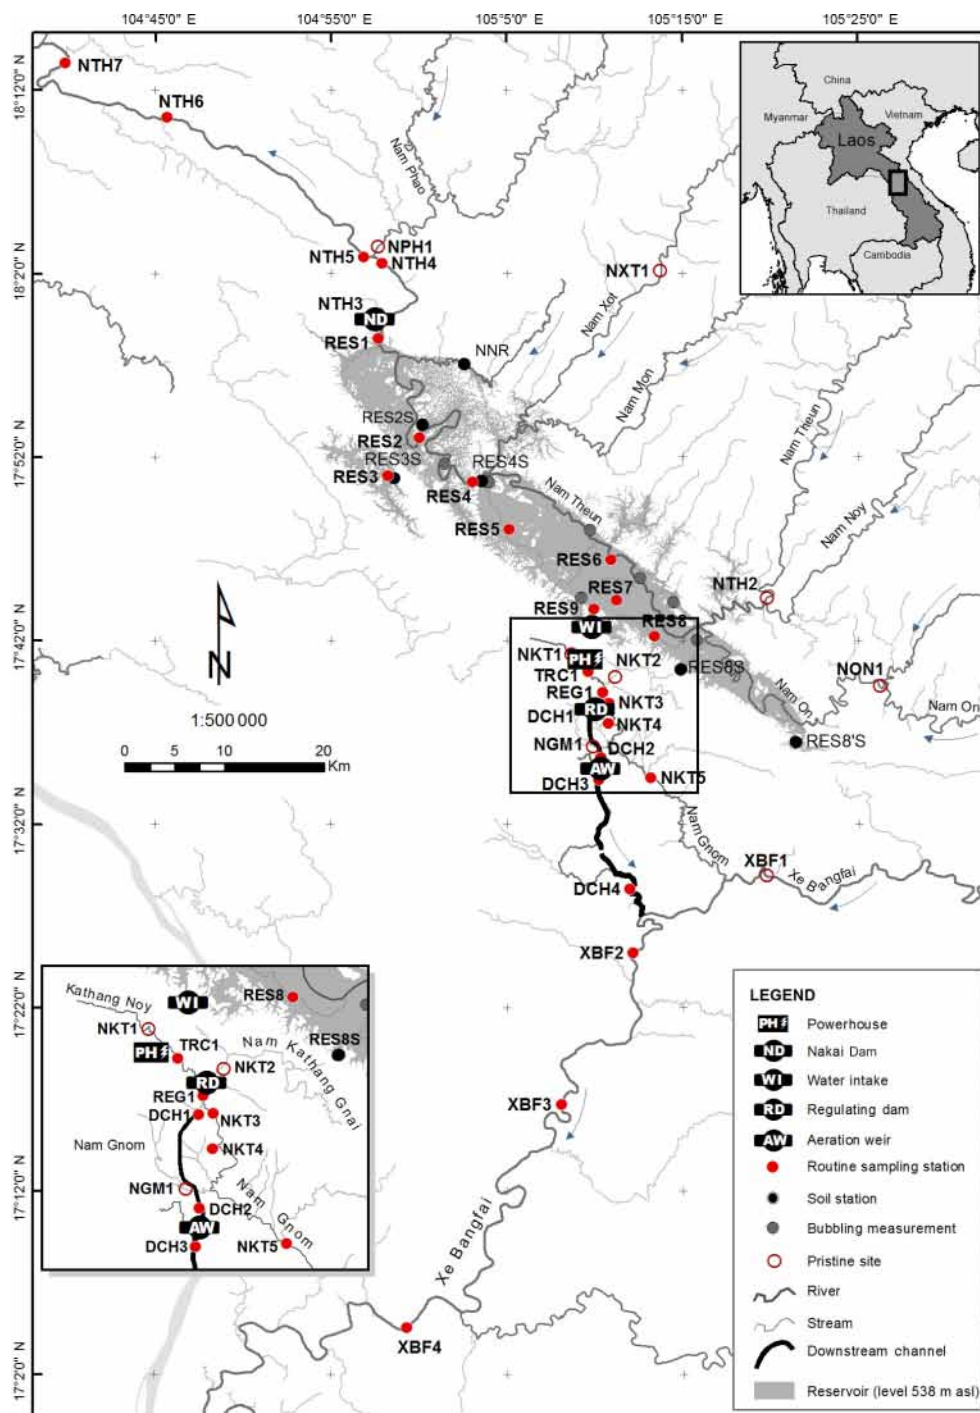 104°45'0" E
104°55'0" E
105°5'0" E
105°15'0" E
105°25'0" E
18°12'0" N
18°2'0" N
17°52'0" N
17°42'0" N
17°32'0" N
17°22'0" N
17°12'0" N
17°2'0" N
NTH7
NTH6
Nam Phao
NPH1
NTH5
NTH4
NXT1
NTH3
ND
Nam Xot
RES1
NNR
Nam Mon
RES2S
RES2
RES3S
RES3
RES4S
RES4
Nam Theun
Nam Theun
Nam Noy
RES5
RES6
RES7
NTH2
RES9
WI
RES8
NKT1
PH
NKT2
RES8S
NON1
TRC1
REG1
NKT3
Nam On
Nam On
DCH1
RD
NKT4
NGM1
DCH2
RES8'S
AW
DCH3
NKT5
Nam Gnom
XBF1
Xe Bangfai
DCH4
XBF2
XBF3
Xe Bangfai
XBF4
N
1:500 000
0 5 10 20
Km
China
Myanmar
Vietnam
Laos
Thailand
Cambodia
Kathang Noy
WI
RES8
NKT1
PH
TRC1
Nam Kathang Gnai
RES8S
NKT2
RD
REG1
DCH1
NKT3
Nam Gnom
NKT4
NGM1
Nam Gnom
DCH2
AW
DCH3
NKT5
LEGEND
PH Powerhouse
ND Nakai Dam
WI Water intake
RD Regulating dam
AW Aeration weir
Routine sampling station
Soil station
Bubbling measurement
Pristine site
River
Stream
Downstream channel
Reservoir (level 538 m asl)